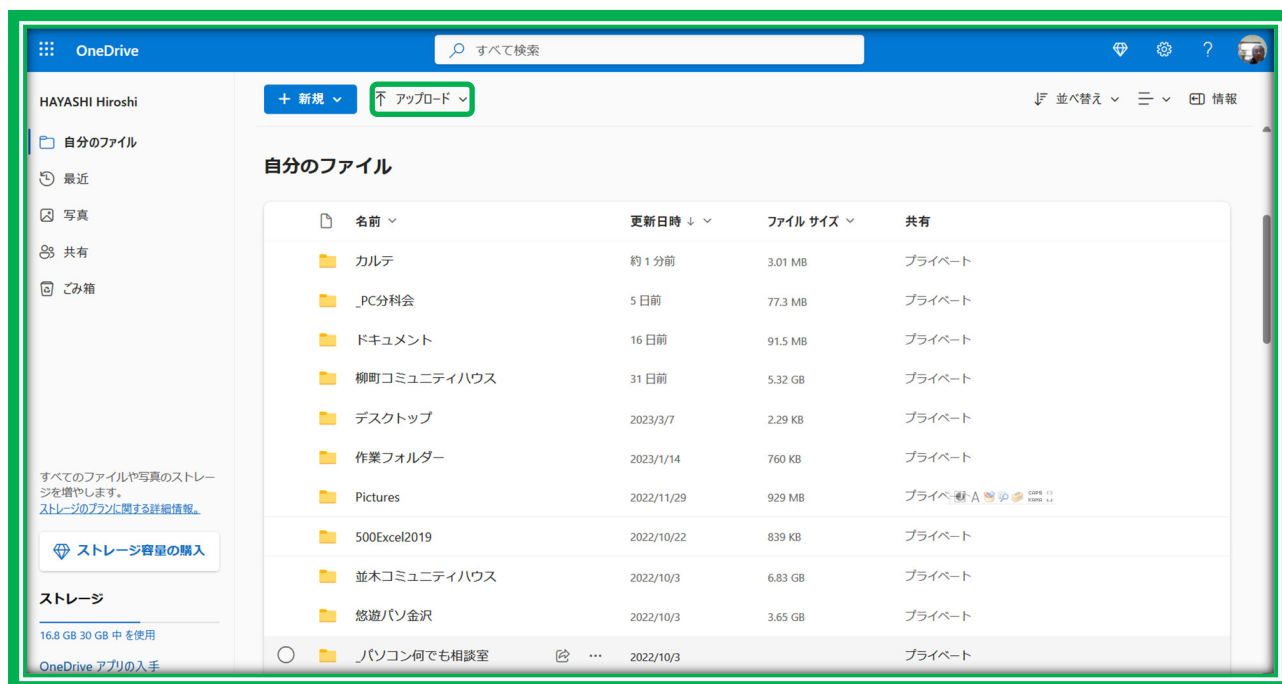 OneDrive
すべて検索
HAYASHI Hiroshi
自分のファイル
最近
写真
共有
ごみ箱
すべてのファイルや写真のストレー
ジを増やします。
ストレージのプランに関する詳細情報。
ストレージ容量の購入
ストレージ
16.8 GB 30 GB 中 を使用
OneDrive アプリの入手
+ 新規
アップロード
並べ替え
情報
自分のファイル
名前 更新日時 ↓ ファイル サイズ 共有
カルテ 約 1 分前 3.01 MB プライベート
_PC分科会 5 日前 77.3 MB プライベート
ドキュメント 16 日前 91.5 MB プライベート
柳町コミュニティハウス 31 日前 5.32 GB プライベート
デスクトップ 2023/3/7 2.29 KB プライベート
作業フォルダー 2023/1/14 760 KB プライベート
Pictures 2022/11/29 929 MB プライベ A CAPS KANA
500Excel2019 2022/10/22 839 KB プライベート
並木コミュニティハウス 2022/10/3 6.83 GB プライベート
悠遊パソ金沢 2022/10/3 3.65 GB プライベート
_パソコン何でも相談室 ··· 2022/10/3 プライベート